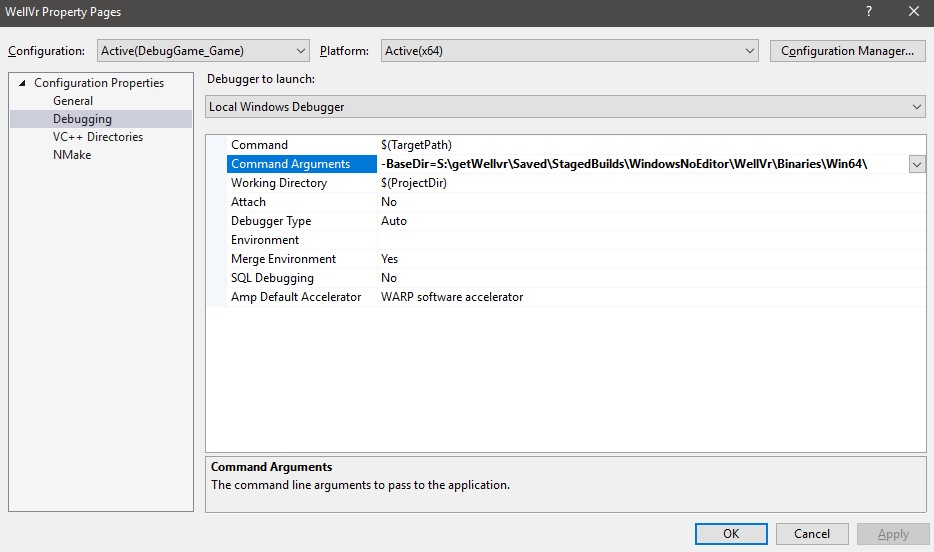 WellVr Property Pages
? ×
Configuration: Active(DebugGame_Game) Platform: Active(x64) Configuration Manager...
Configuration Properties
General
Debugging
VC++ Directories
NMake
Debugger to launch:
Local Windows Debugger
Command $(TargetPath)
Command Arguments -BaseDir=S:\getWellvr\Saved\StagedBuilds\WindowsNoEditor\WellVr\Binaries\Win64\
Working Directory $(ProjectDir)
Attach No
Debugger Type Auto
Environment
Merge Environment Yes
SQL Debugging No
Amp Default Accelerator WARP software accelerator
Command Arguments
The command line arguments to pass to the application.
OK Cancel Apply